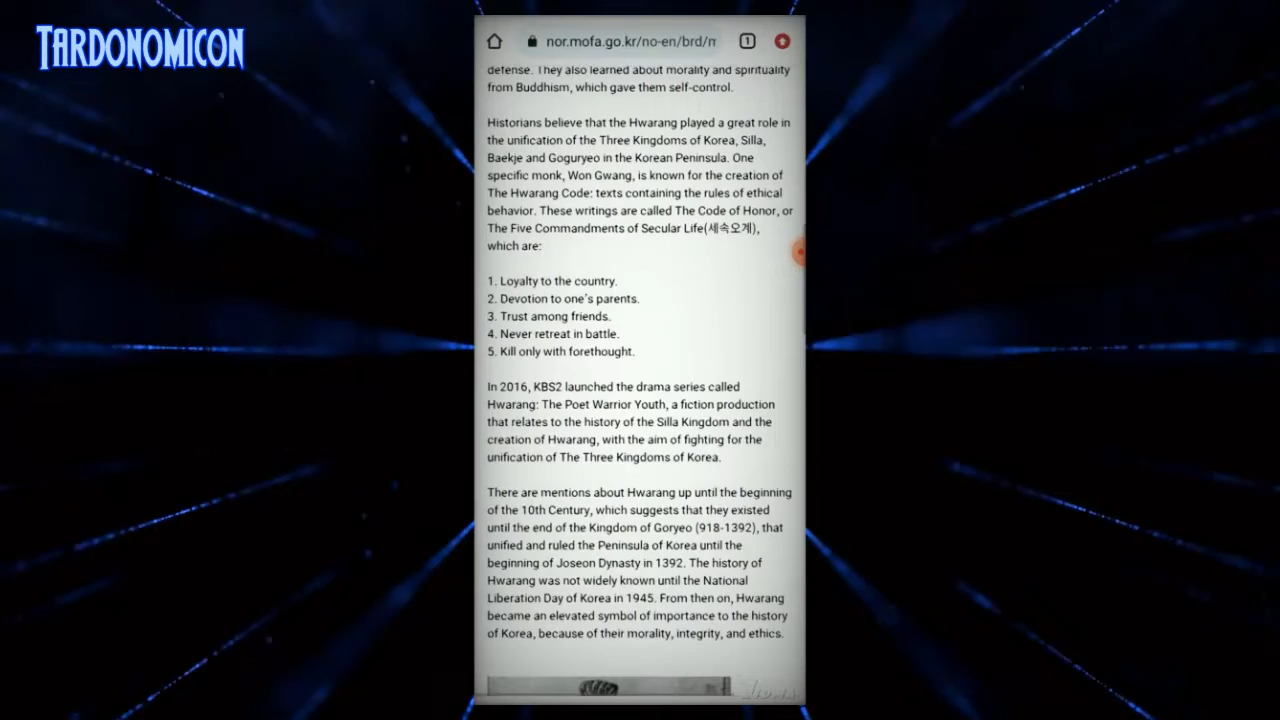 TARDONOMICON
nor.mofa.go.kr/no-en/brd/m
1
defense. They also learned about morality and spirituality
from Buddhism, which gave them self-control.
Historians believe that the Hwarang played a great role in
the unification of the Three Kingdoms of Korea, Silla,
Baekje and Goguryeo in the Korean Peninsula. One
specific monk, Won Gwang, is known for the creation of
The Hwarang Code: texts containing the rules of ethical
behavior. These writings are called The Code of Honor, or
The Five Commandments of Secular Life(세속오계),
which are:
1. Loyalty to the country.
2. Devotion to one's parents.
3. Trust among friends.
4. Never retreat in battle.
5. Kill only with forethought.
In 2016, KBS2 launched the drama series called
Hwarang: The Poet Warrior Youth, a fiction production
that relates to the history of the Silla Kingdom and the
creation of Hwarang, with the aim of fighting for the
unification of The Three Kingdoms of Korea.
There are mentions about Hwarang up until the beginning
of the 10th Century, which suggests that they existed
until the end of the Kingdom of Goryeo (918-1392), that
unified and ruled the Peninsula of Korea until the
beginning of Joseon Dynasty in 1392. The history of
Hwarang was not widely known until the National
Liberation Day of Korea in 1945. From then on, Hwarang
became an elevated symbol of importance to the history
of Korea, because of their morality, integrity, and ethics.